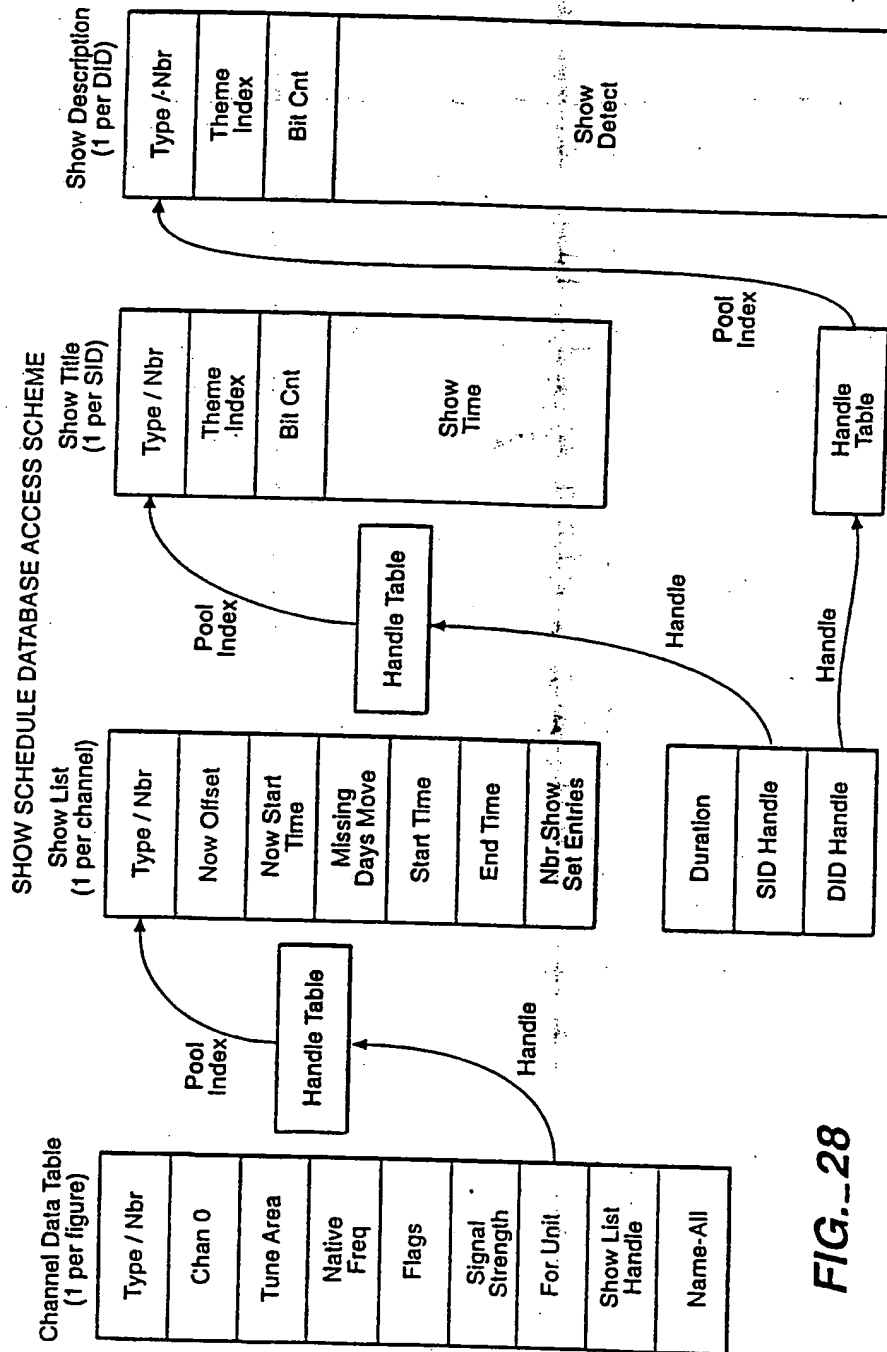 SHOW SCHEDULE DATABASE ACCESS SCHEME
Channel Data Table
(1 per figure)
Type / Nbr
Chan 0
Tune Area
Native
Freq
Flags
Signal
Strength
For. Unit
Show List
Handle
Name-All
Handle
Handle Table
Pool
Index
Show List
(1 per channel)
Type / Nbr
Now Offset
Now Start
Time
Missing
Days Move
Start Time
End Time
Nbr.Show
Set Entries
Duration
SID Handle
DID Handle
Handle
Handle Table
Pool
Index
Show Title
(1 per SID)
Type / Nbr
Theme
Index
Bit Cnt
Show
Time
Handle
Handle
Table
Pool
Index
Show Description
(1 per DID)
Type / Nbr
Theme
Index
Bit Cnt
Show
Detect
FIG._28